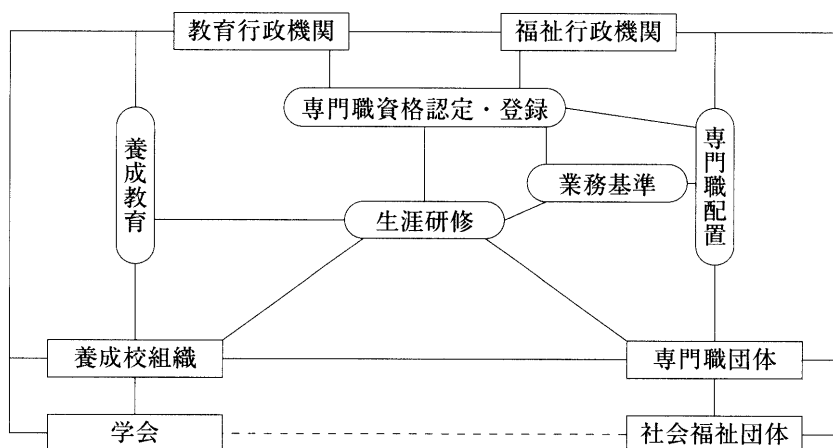 教育行政機関
福祉行政機関
専門職資格認定・登録
養成教育
専門職配置
業務基準
生涯研修
養成校組織
専門職団体
学会
社会福祉団体